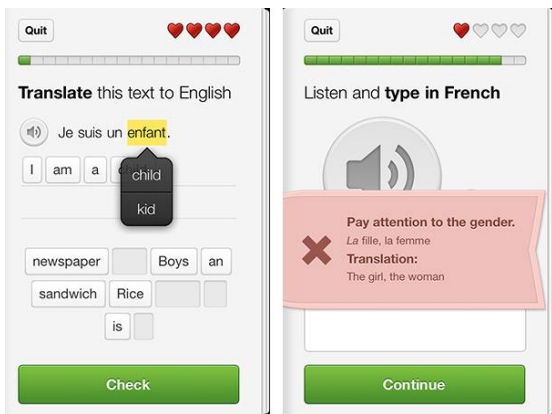 Quit
Translate this text to English
Je suis un enfant.
I am a
child
kid
newspaper Boys an
sandwich Rice
is
Check
Quit
Listen and type in French
Pay attention to the gender.
La fille, la femme
Translation:
The girl, the woman
Continue